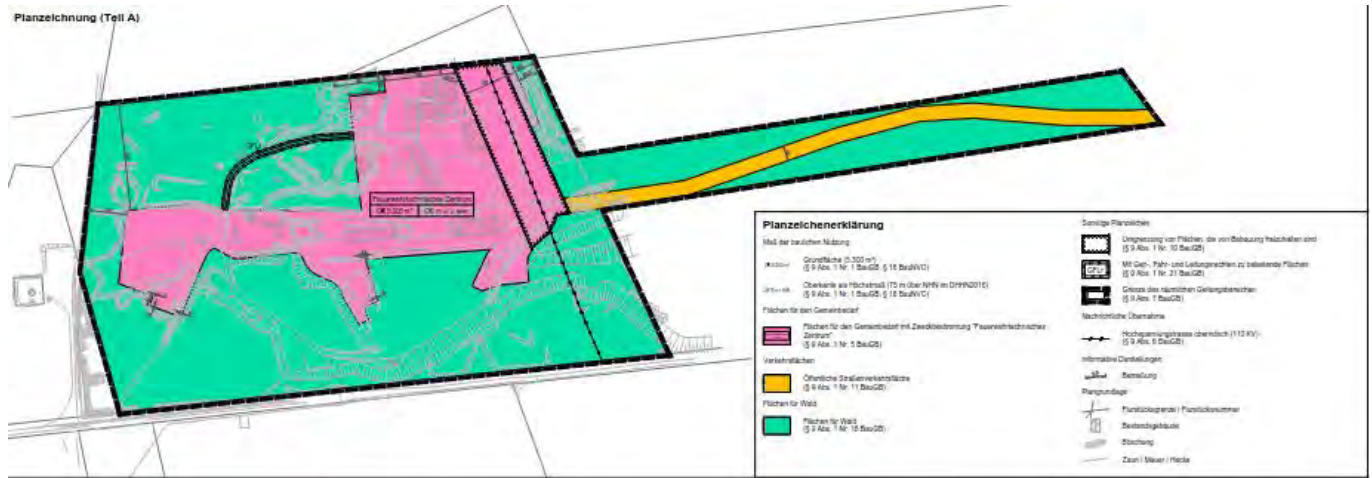 Planzeichnung (Teil A)
Feuerwehrtechnisches Zentrum
GR 5.300 m²
Planzeichenerklärung
Maß der baulichen Nutzung
Grundfläche (5.300 m²)
(§ 9 Abs. 1 Nr. 1 BauGB, § 16 BauNVO)
Oberkante als Höchstmaß (75 m über NHN im DHHN2016)
(§ 9 Abs. 1 Nr. 1 BauGB, § 16 BauNVO)
Flächen für den Gemeinbedarf
Flächen für den Gemeinbedarf mit Zweckbestimmung "Feuerwehrtechnisches
Zentrum"
(§ 9 Abs. 1 Nr. 5 BauGB)
Verkehrsflächen
Öffentliche Straßenverkehrsfläche
(§ 9 Abs. 1 Nr. 11 BauGB)
Flächen für Wald
Flächen für Wald
(§ 9 Abs. 1 Nr. 18 BauGB)
Sonstige Planzeichen
Umgrenzung von Flächen, die von Bebauung freizuhalten sind
(§ 9 Abs. 1 Nr. 10 BauGB)
Mit Geh-, Fahr- und Leitungsrechten zu belastende Flächen
(§ 9 Abs. 1 Nr. 21 BauGB)
Grenze des räumlichen Geltungsbereiches
(§ 9 Abs. 7 BauGB)
Nachrichtliche Übernahme
Hochspannungstrasse oberirdisch (110 KV)
(§ 9 Abs. 6 BauGB)
Informative Darstellungen
Bemaßung
Plangrundlage
Flurstücksgrenze / Flurstücksnummer
Bestandsgebäude
Böschung
Zaun / Mauer / Hecke